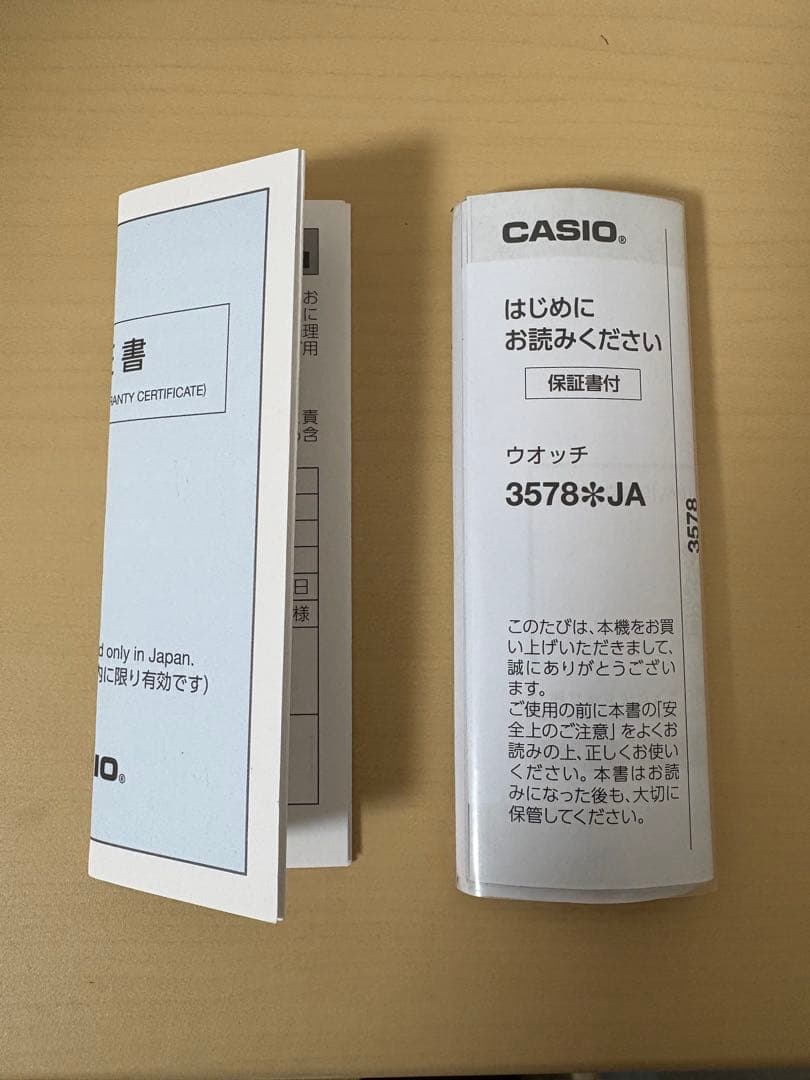 書
RANTY CERTIFICATE)
d only in Japan.
内に限り有効です)
IO®
お
に
理
用
責
含
日
様
CASIO®
はじめに
お読みください
保証書付
ウオッチ
3578✻JA
3578
このたびは、本機をお買
い上げいただきまして、
誠にありがとうござい
ます。
ご使用の前に本書の「安
全上のご注意」をよくお
読みの上、正しくお使い
ください。本書はお読
みになった後も、大切に
保管してください。